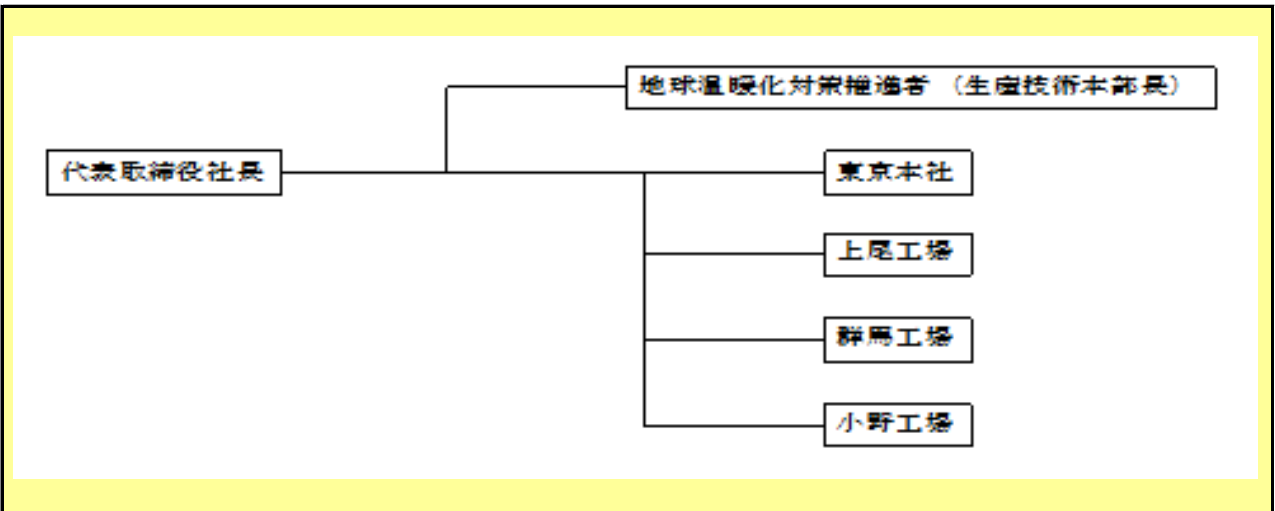 地球温暖化対策推進者（生産技術本部長）
代表取締役社長
東京本社
上尾工場
群馬工場
小野工場